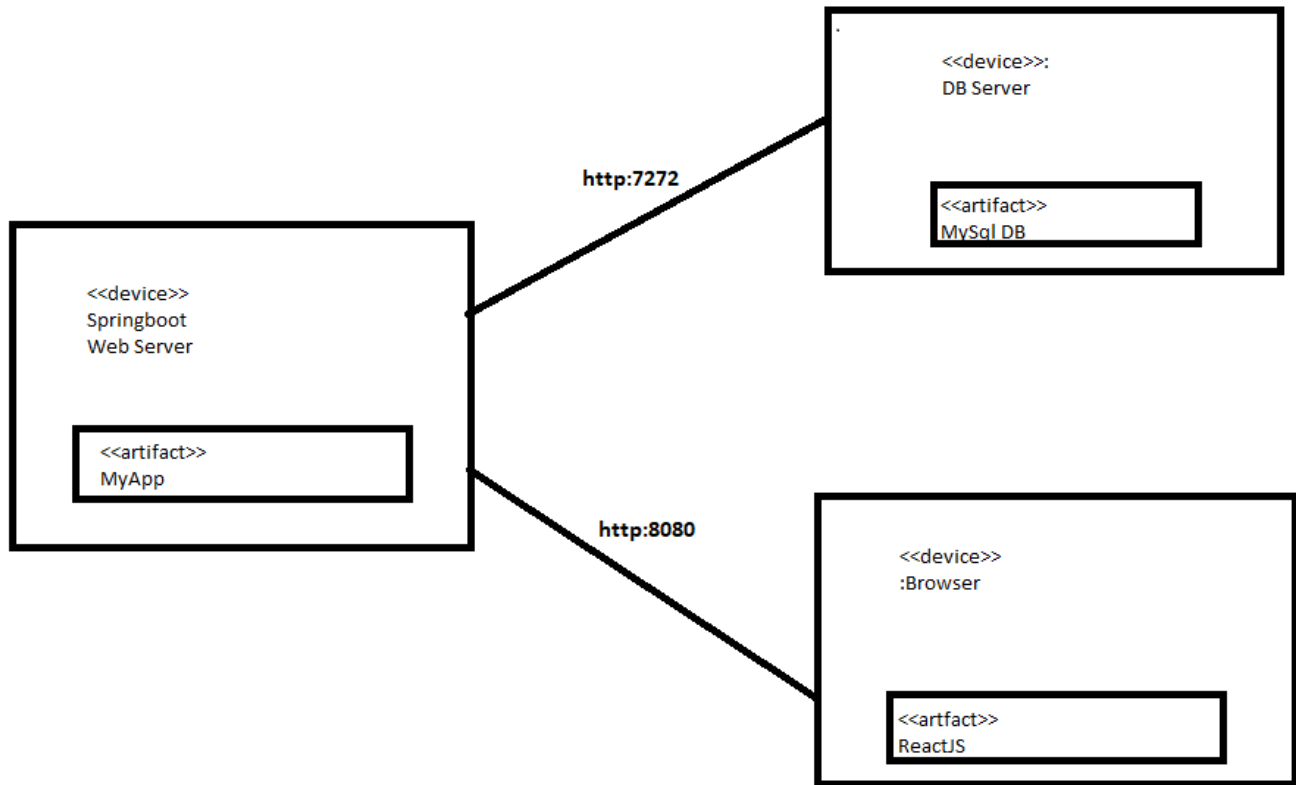 <<device>>:
DB Server
http:7272
<<artifact>>
MySql DB
<<device>>
Springboot
Web Server
<<artifact>>
MyApp
http:8080
<<device>>
:Browser
<<artfact>>
ReactJS